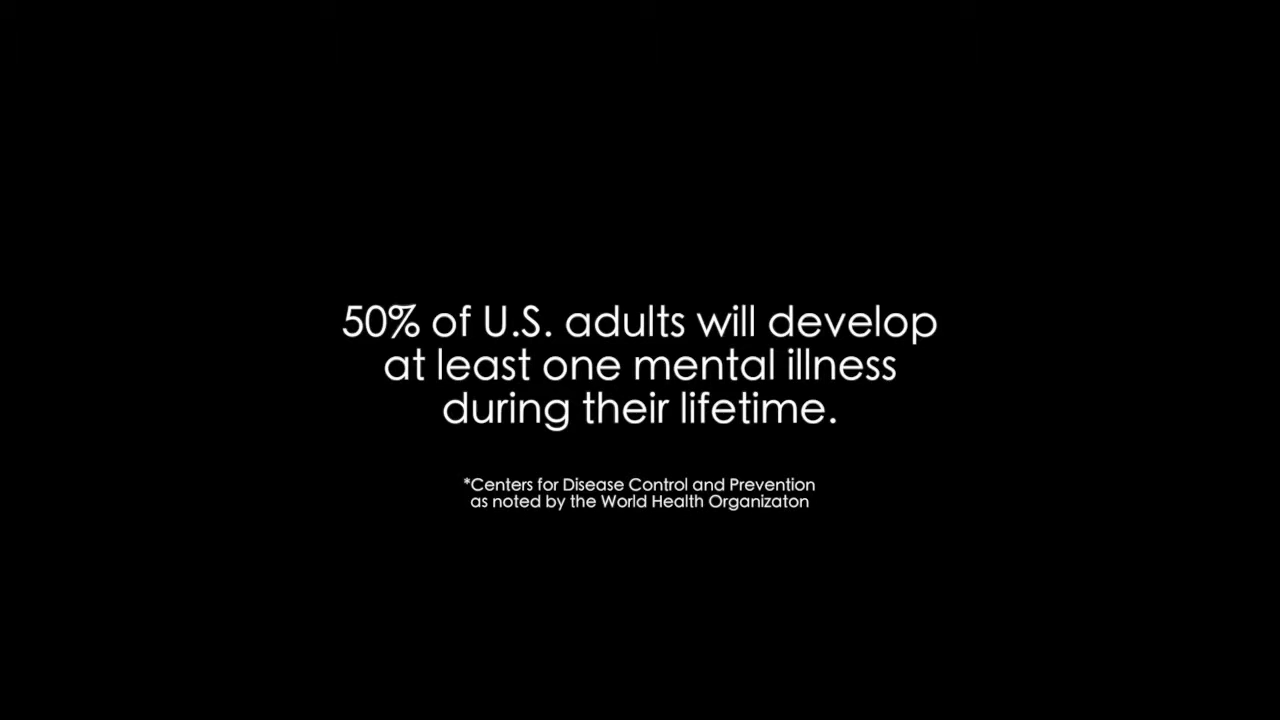 50% of U.S. adults will develop
at least one mental illness
during their lifetime.
*Centers for Disease Control and Prevention
as noted by the World Health Organizaton